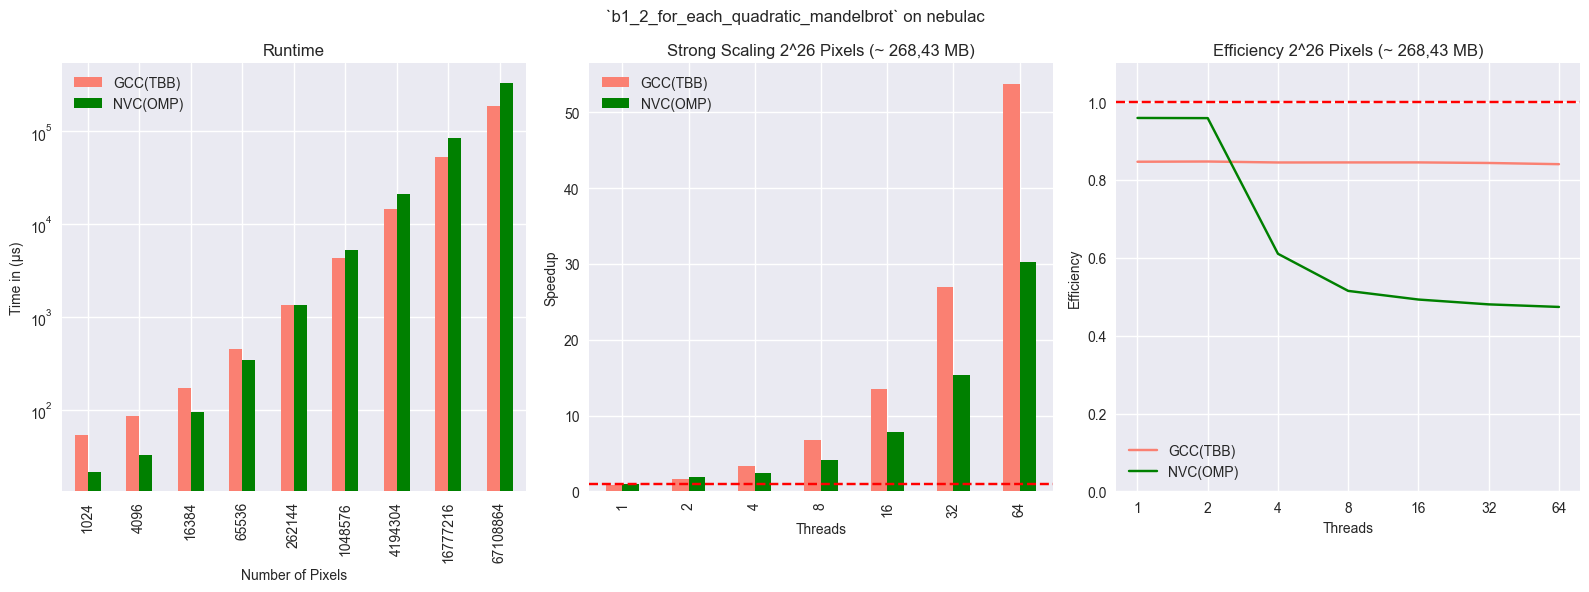 `b1_2_for_each_quadratic_mandelbrot` on nebulac
Runtime
GCC(TBB)
NVC(OMP)
Time in (µs)
10^5
10^4
10^3
10^2
1024
4096
16384
65536
262144
1048576
4194304
16777216
67108864
Number of Pixels
Strong Scaling 2^26 Pixels (~ 268,43 MB)
GCC(TBB)
NVC(OMP)
Speedup
50
40
30
20
10
0
1
2
4
8
16
32
64
Threads
Efficiency 2^26 Pixels (~ 268,43 MB)
Efficiency
1.0
0.8
0.6
0.4
0.2
0.0
GCC(TBB)
NVC(OMP)
1
2
4
8
16
32
64
Threads